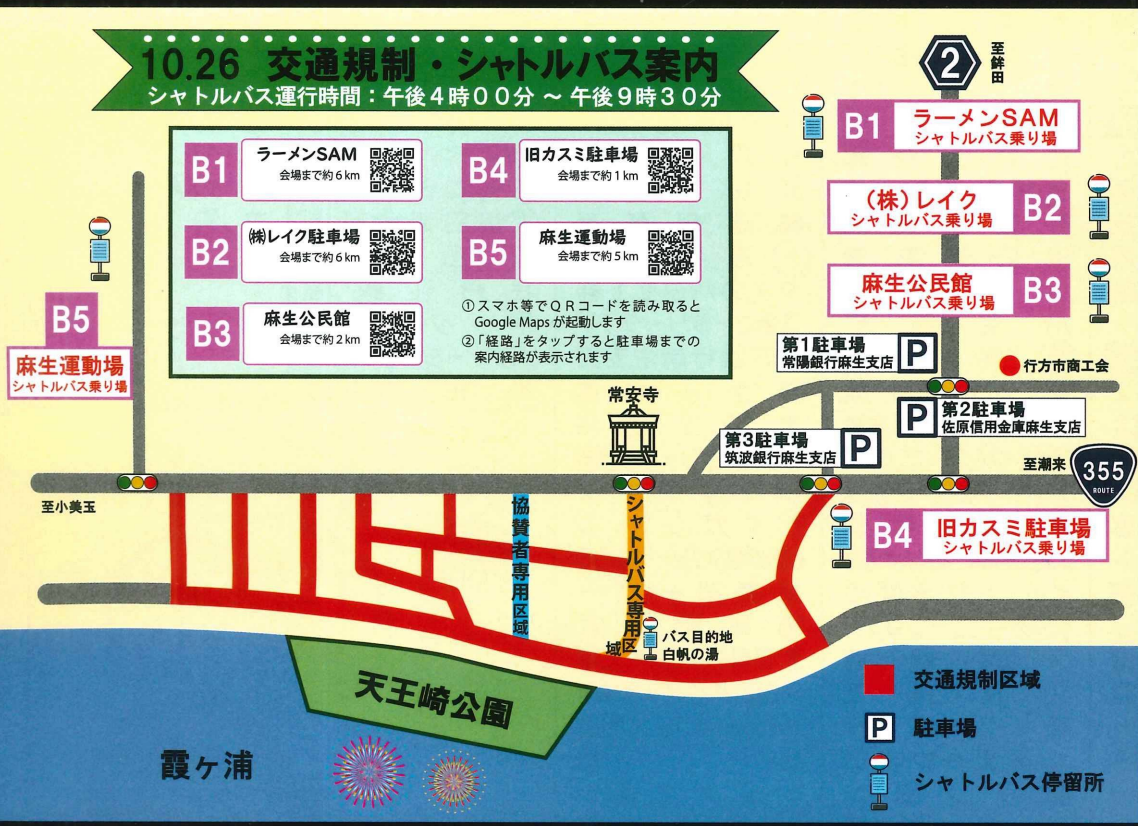 10.26 交通規制・シャトルバス案内
シャトルバス運行時間：午後4時00分 ～ 午後9時30分
B1
ラーメンSAM
会場まで約6km
B2
㈱レイク駐車場
会場まで約6km
B3
麻生公民館
会場まで約2km
B4
旧カスミ駐車場
会場まで約1km
B5
麻生運動場
会場まで約5km
①スマホ等でQRコードを読み取ると
Google Maps が起動します
②「経路」をタップすると駐車場までの
案内経路が表示されます
2
至鉾田
B1
ラーメンSAM
シャトルバス乗り場
（株）レイク
シャトルバス乗り場
B2
麻生公民館
シャトルバス乗り場
B3
B5
麻生運動場
シャトルバス乗り場
第1駐車場
常陽銀行麻生支店
P
行方市商工会
P
第2駐車場
佐原信用金庫麻生支店
第3駐車場
筑波銀行麻生支店
P
常安寺
至潮来
355
ROUTE
至小美玉
協賛者専用区域
シャトルバス専用区域
B4
旧カスミ駐車場
シャトルバス乗り場
バス目的地
白帆の湯
天王崎公園
霞ヶ浦
交通規制区域
P
駐車場
シャトルバス停留所